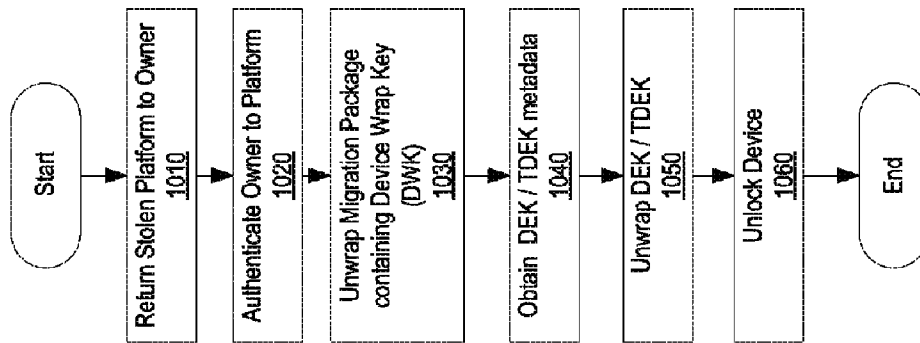 Start
Return Stolen Platform to Owner
1010
Authenticate Owner to Platform
1020
Unwrap Migration Package
containing Device Wrap Key
(DWK)
1030
Obtain DEK / TDEK metadata
1040
Unwrap DEK / TDEK
1050
Unlock Device
1060
End